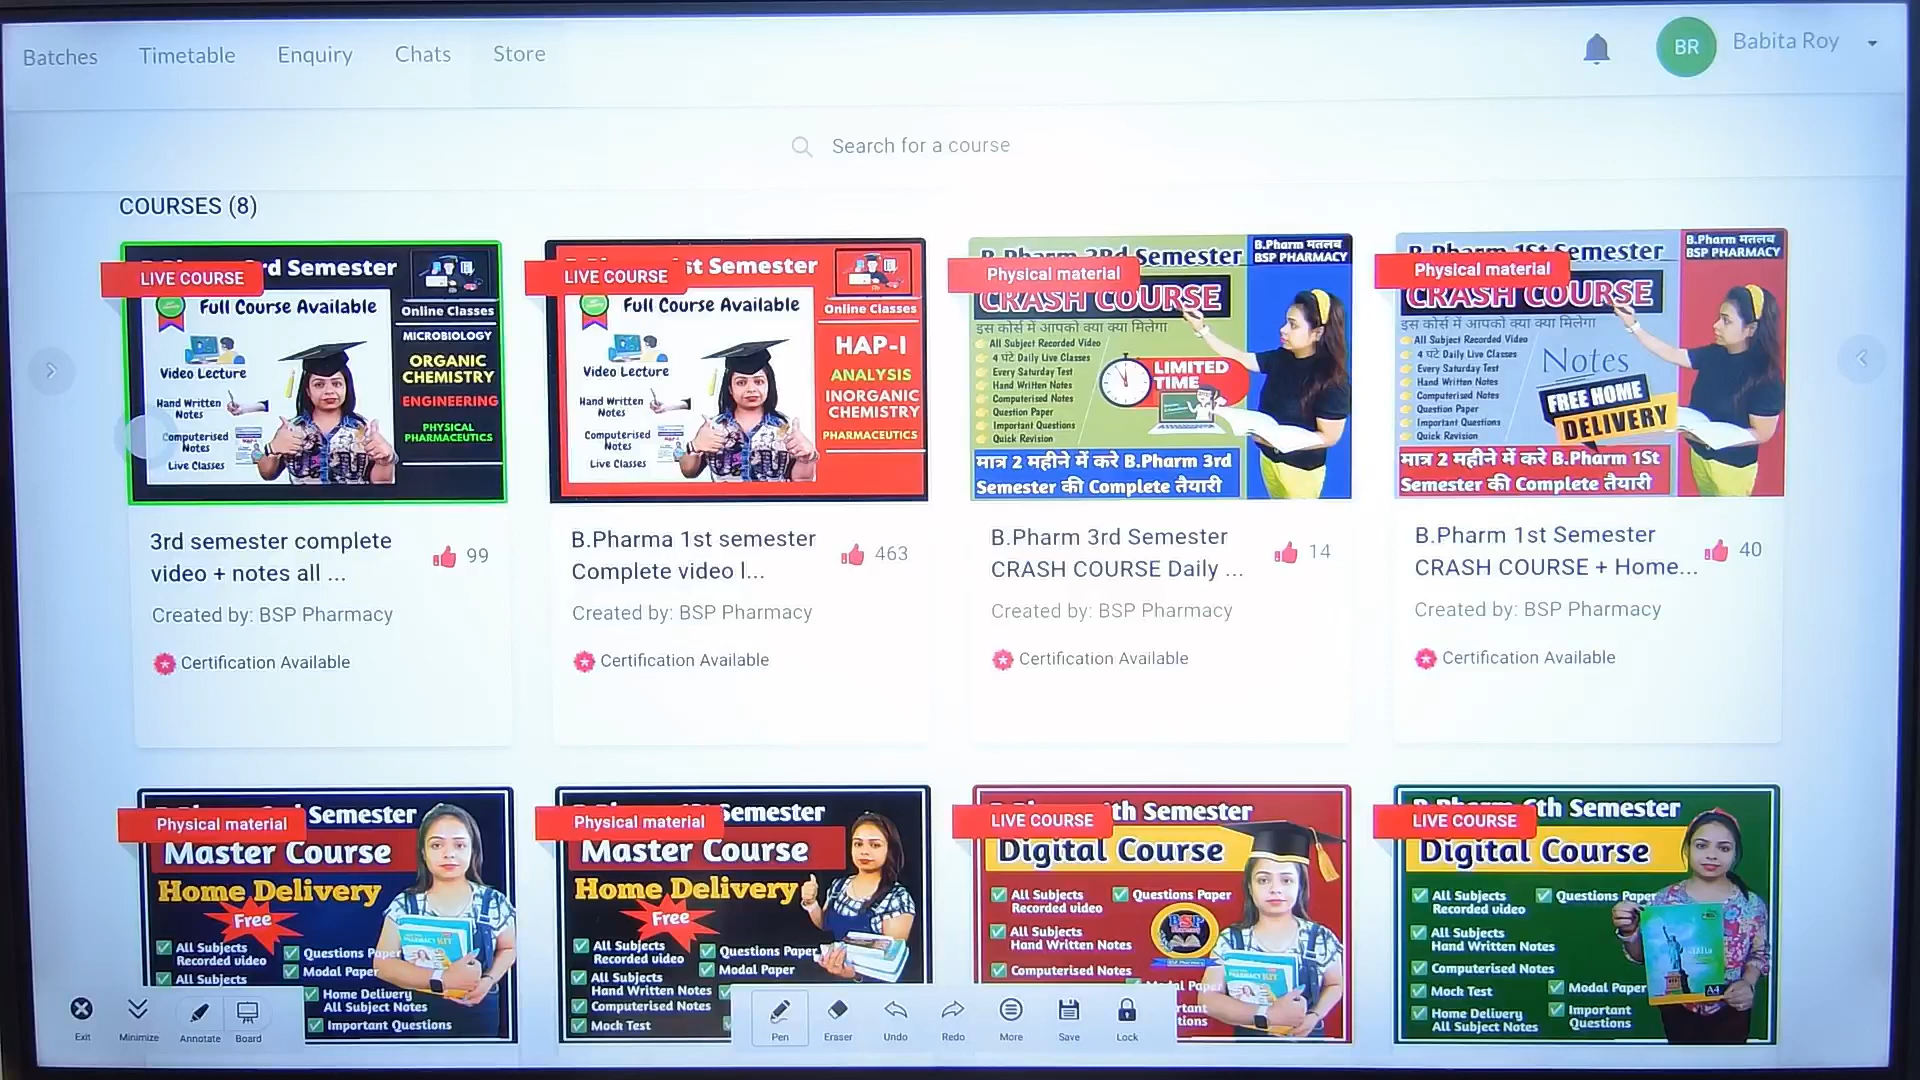 Batches Timetable Enquiry Chats Store
BR Babita Roy
Search for a course
COURSES (8)
LIVE COURSE
3rd Semester
Full Course Available
Video Lecture
Hand Written
Notes
Computerised
Notes
Live Classes
Online Classes
MICROBIOLOGY
ORGANIC
CHEMISTRY
ENGINEERING
PHYSICAL
PHARMACEUTICS
3rd semester complete
video + notes all ...
99
Created by: BSP Pharmacy
Certification Available
LIVE COURSE
1st Semester
Full Course Available
Video Lecture
Hand Written
Notes
Computerised
Notes
Live Classes
Online Classes
HAP-I
ANALYSIS
INORGANIC
CHEMISTRY
PHARMACEUTICS
B.Pharma 1st semester
Complete video l...
463
Created by: BSP Pharmacy
Certification Available
B.Pharm 3Rd Semester
Physical material
CRASH COURSE
B.Pharm मतलब
BSP PHARMACY
इस कोर्स में आपको क्या क्या मिलेगा
All Subject Recorded Video
4 घंटे Daily Live Classes
Every Saturday Test
Hand Written Notes
Computerised Notes
Question Paper
Important Questions
Quick Revision
LIMITED
TIME
मात्र 2 महीने में करे B.Pharm 3rd
Semester की Complete तैयारी
B.Pharm 3rd Semester
CRASH COURSE Daily ...
14
Created by: BSP Pharmacy
Certification Available
B.Pharm 1St Semester
Physical material
CRASH COURSE
B.Pharm मतलब
BSP PHARMACY
इस कोर्स में आपको क्या क्या मिलेगा
All Subject Recorded Video
4 घंटे Daily Live Classes
Every Saturday Test
Hand Written Notes
Computerised Notes
Question Paper
Important Questions
Quick Revision
Notes
FREE HOME
DELIVERY
मात्र 2 महीने में करे B.Pharm 1St
Semester की Complete तैयारी
B.Pharm 1st Semester
CRASH COURSE + Home...
40
Created by: BSP Pharmacy
Certification Available
Physical material
Semester
Master Course
Home Delivery
Free
All Subjects
Recorded video
All Subjects
Questions Paper
Modal Paper
Home Delivery
All Subject Notes
Important Questions
Physical material
Semester
Master Course
Home Delivery
Free
All Subjects
Recorded video
All Subjects
Hand Written Notes
Computerised Notes
Mock Test
Questions Paper
Modal Paper
LIVE COURSE
Semester
Digital Course
All Subjects
Recorded video
All Subjects
Hand Written Notes
Computerised Notes
Questions Paper
BSP
Modal Paper
LIVE COURSE
6th Semester
Digital Course
All Subjects
Recorded video
All Subjects
Hand Written Notes
Computerised Notes
Mock Test
Home Delivery
All Subject Notes
Questions Paper
Modal Paper
Important
Questions
A4
Exit Minimize Annotate Board
Pen Eraser Undo Redo More Save Lock